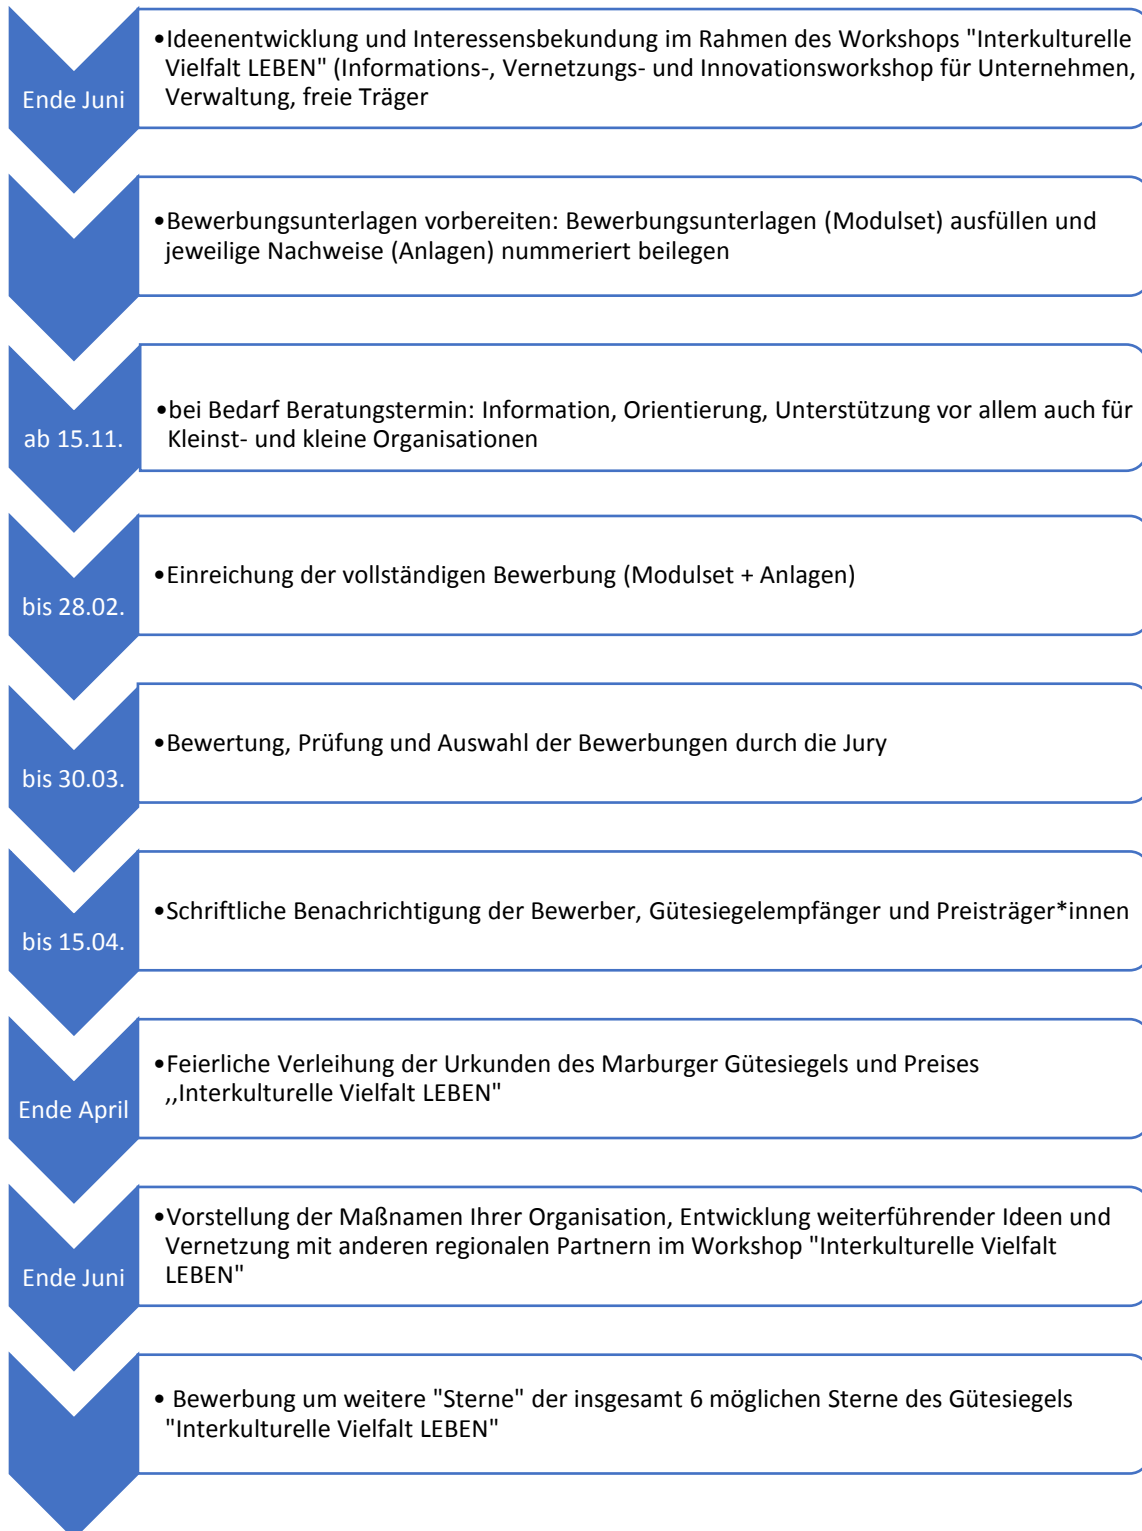 Ende Juni
•Ideenentwicklung und Interessensbekundung im Rahmen des Workshops "Interkulturelle
Vielfalt LEBEN" (Informations-, Vernetzungs- und Innovationsworkshop für Unternehmen,
Verwaltung, freie Träger
•Bewerbungsunterlagen vorbereiten: Bewerbungsunterlagen (Modulset) ausfüllen und
jeweilige Nachweise (Anlagen) nummeriert beilegen
ab 15.11.
•bei Bedarf Beratungstermin: Information, Orientierung, Unterstützung vor allem auch für
Kleinst- und kleine Organisationen
bis 28.02.
•Einreichung der vollständigen Bewerbung (Modulset + Anlagen)
bis 30.03.
•Bewertung, Prüfung und Auswahl der Bewerbungen durch die Jury
bis 15.04.
•Schriftliche Benachrichtigung der Bewerber, Gütesiegelempfänger und Preisträger*innen
Ende April
•Feierliche Verleihung der Urkunden des Marburger Gütesiegels und Preises
,,Interkulturelle Vielfalt LEBEN"
Ende Juni
•Vorstellung der Maßnamen Ihrer Organisation, Entwicklung weiterführender Ideen und
Vernetzung mit anderen regionalen Partnern im Workshop "Interkulturelle Vielfalt
LEBEN"
• Bewerbung um weitere "Sterne" der insgesamt 6 möglichen Sterne des Gütesiegels
"Interkulturelle Vielfalt LEBEN"